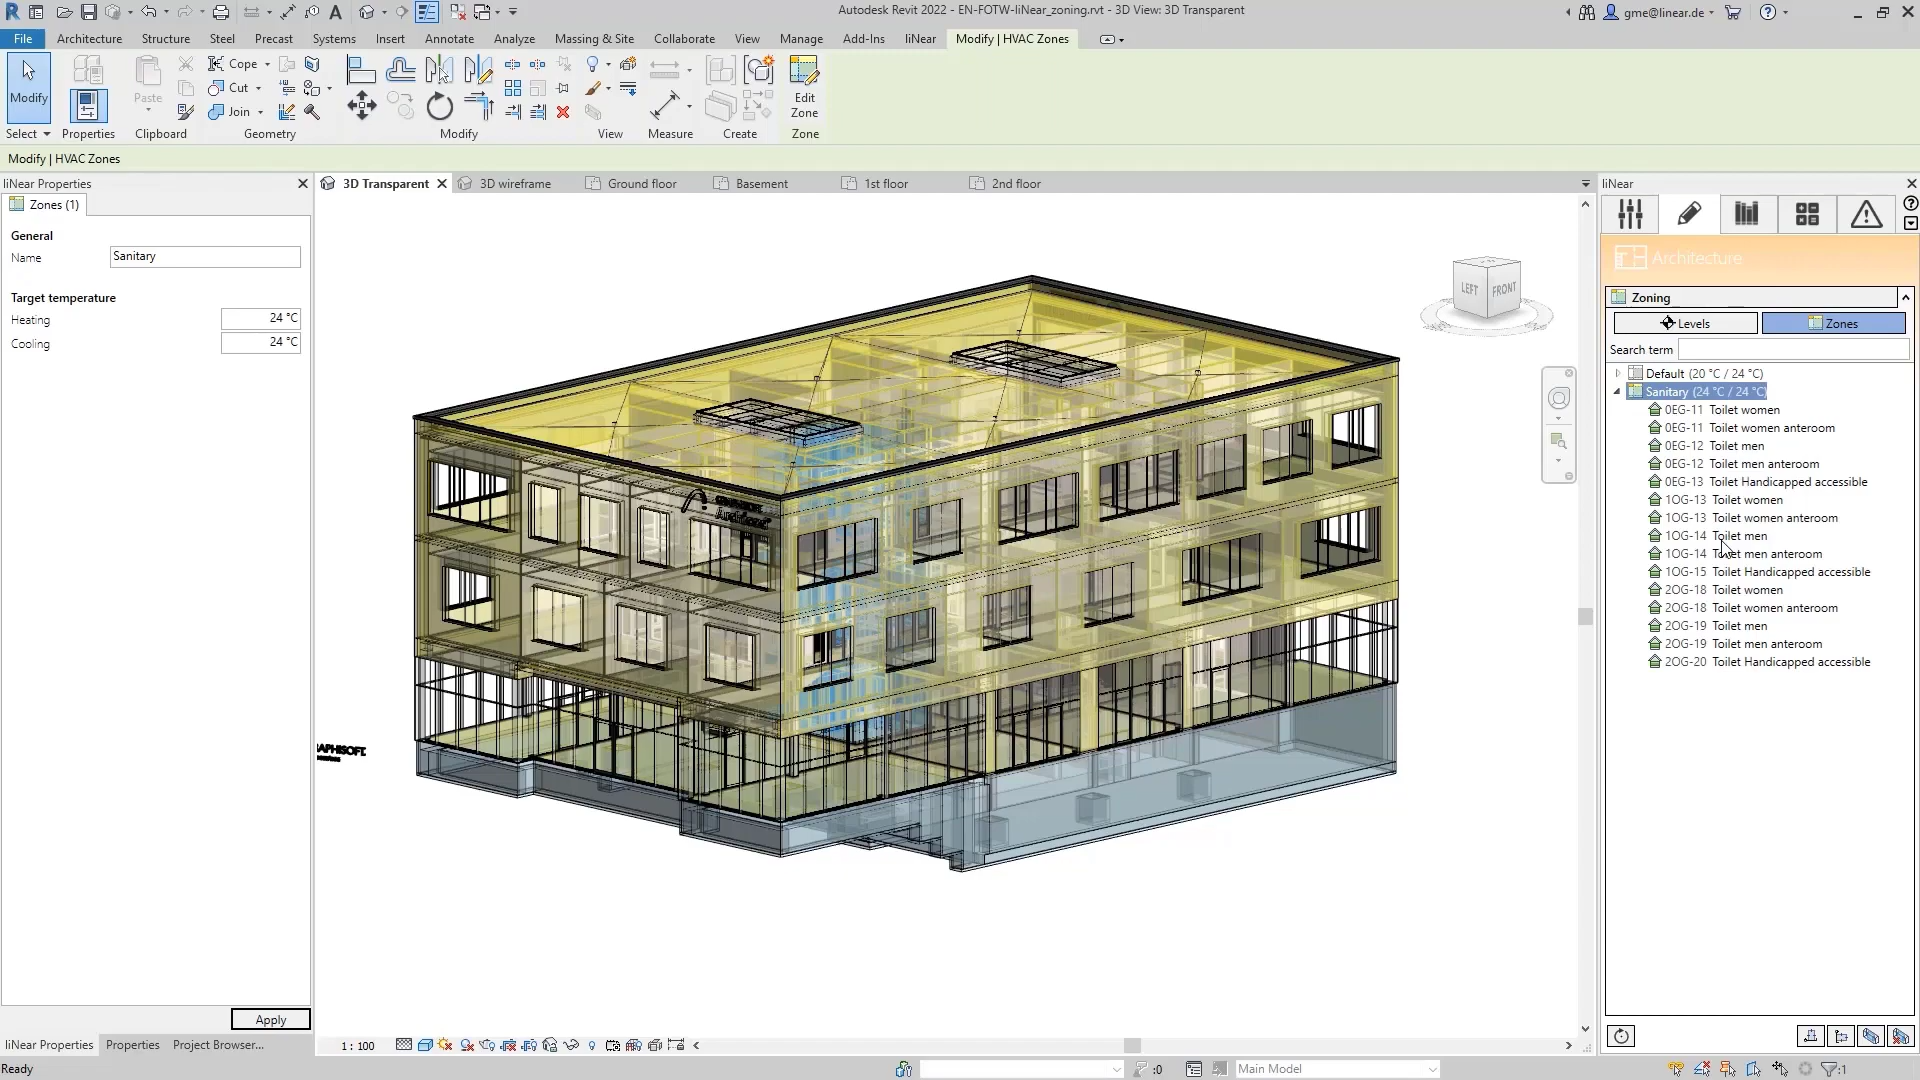 Autodesk Revit 2022 - EN-FOTW-liNear_zoning.rvt - 3D View: 3D Transparent
gme@linear.de
File
Architecture
Structure
Steel
Precast
Systems
Insert
Annotate
Analyze
Massing & Site
Collaborate
View
Manage
Add-Ins
liNear
Modify | HVAC Zones
Modify
Paste
Cope
Cut
Join
Edit
Zone
Select
Properties
Clipboard
Geometry
Modify
View
Measure
Create
Zone
Modify | HVAC Zones
liNear Properties
3D Transparent
3D wireframe
Ground floor
Basement
1st floor
2nd floor
liNear
Zones (1)
General
Name
Sanitary
Target temperature
Heating
24 °C
Cooling
24 °C
LEFT
FRONT
Architecture
Zoning
Levels
Zones
Search term
Default (20 °C / 24 °C)
Sanitary (24 °C / 24 °C)
0EG-11 Toilet women
0EG-11 Toilet women anteroom
0EG-12 Toilet men
0EG-12 Toilet men anteroom
0EG-13 Toilet Handicapped accessible
1OG-13 Toilet women
1OG-13 Toilet women anteroom
1OG-14 Toilet men
1OG-14 Toilet men anteroom
1OG-15 Toilet Handicapped accessible
2OG-18 Toilet women
2OG-18 Toilet women anteroom
2OG-19 Toilet men
2OG-19 Toilet men anteroom
2OG-20 Toilet Handicapped accessible
Archicad
RAPHISOFT
Apply
liNear Properties
Properties
Project Browser...
1 : 100
Ready
:0
Main Model
:1